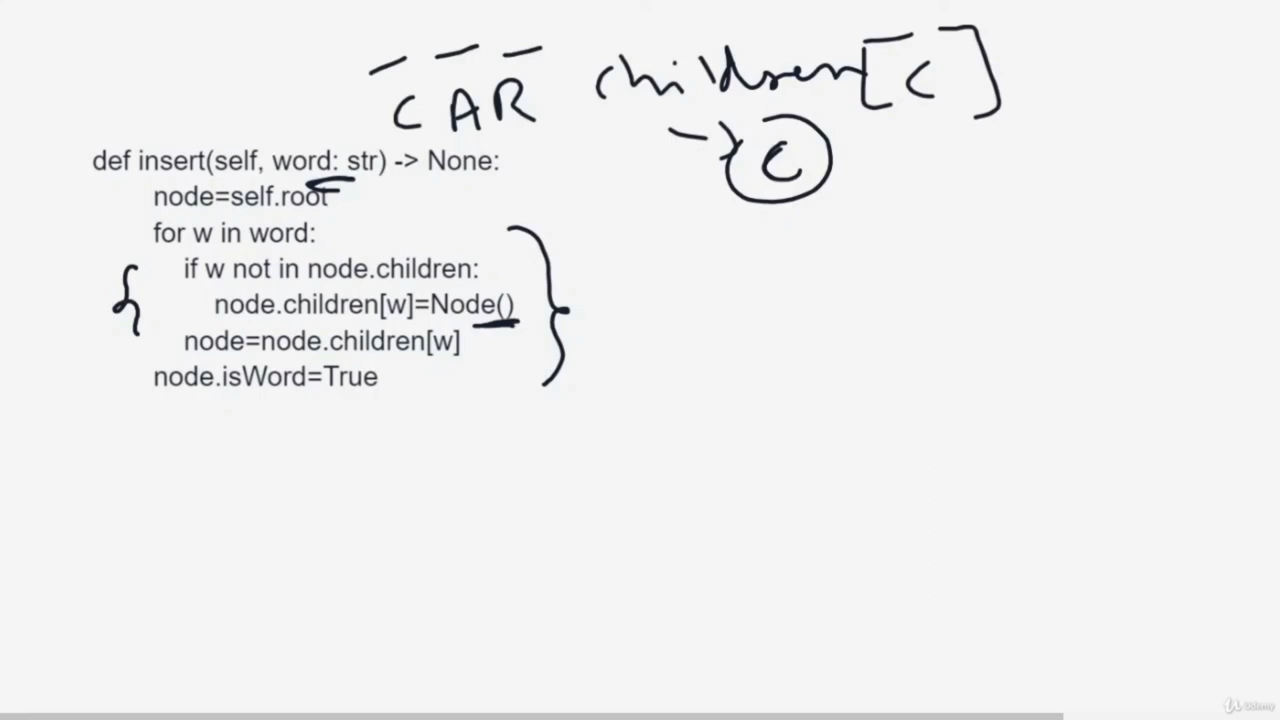 CAR children[C]
C
def insert(self, word: str) -> None:
node=self.root
for w in word:
if w not in node.children:
node.children[w]=Node()
node=node.children[w]
node.isWord=True
Udemy